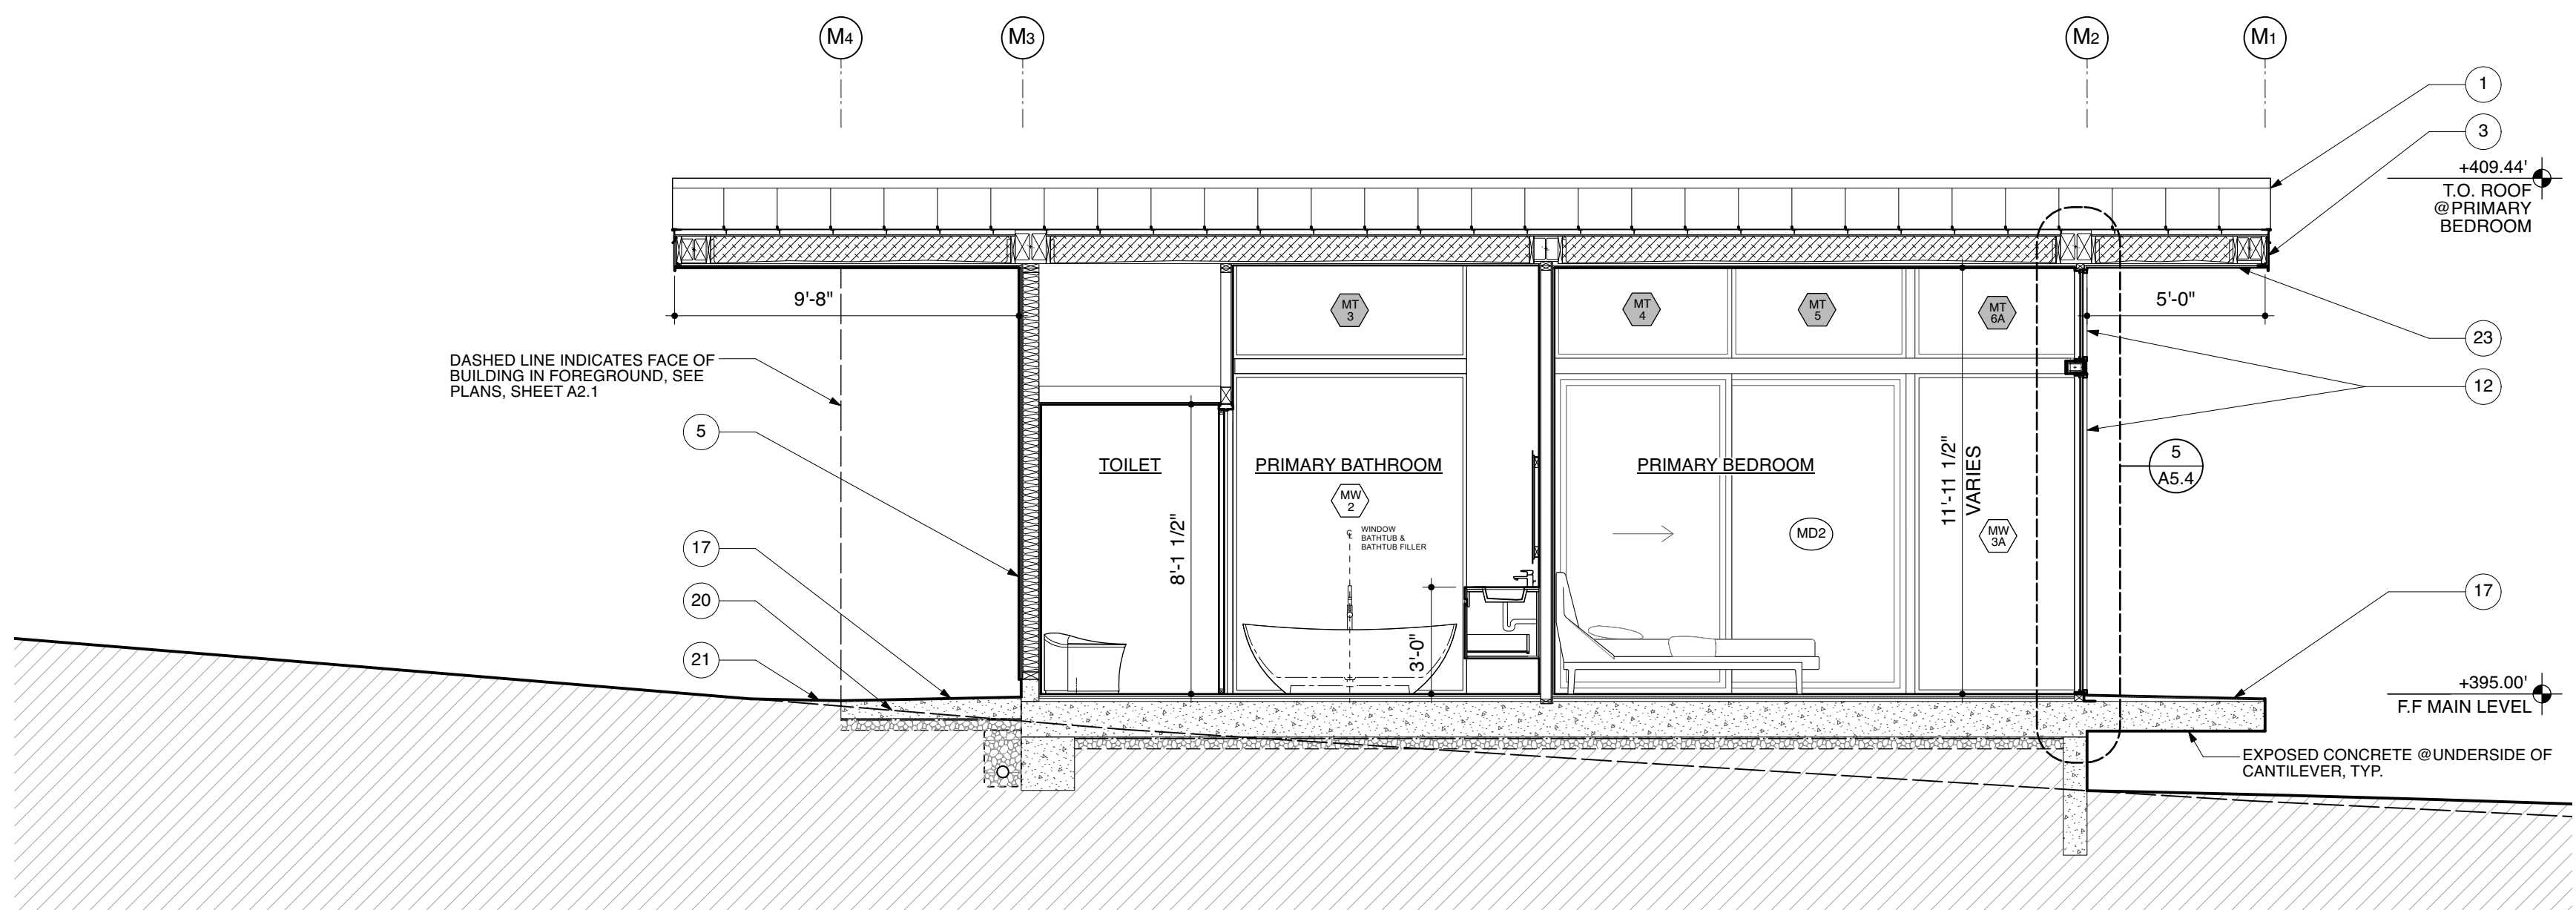 M4
M3
M2
M1
1
3
+409.44'
T.O. ROOF
@PRIMARY
BEDROOM
9'-8"
MT
3
MT
4
MT
5
MT
6A
5'-0"
23
12
DASHED LINE INDICATES FACE OF
BUILDING IN FOREGROUND, SEE
PLANS, SHEET A2.1
5
TOILET
PRIMARY BATHROOM
PRIMARY BEDROOM
11'-11 1/2"
VARIES
5
A5.4
MW
2
℄
WINDOW
BATHTUB &
BATHTUB FILLER
8'-1 1/2"
MD2
MW
3A
17
20
21
3'-0"
17
+395.00'
F.F MAIN LEVEL
EXPOSED CONCRETE @UNDERSIDE OF
CANTILEVER, TYP.